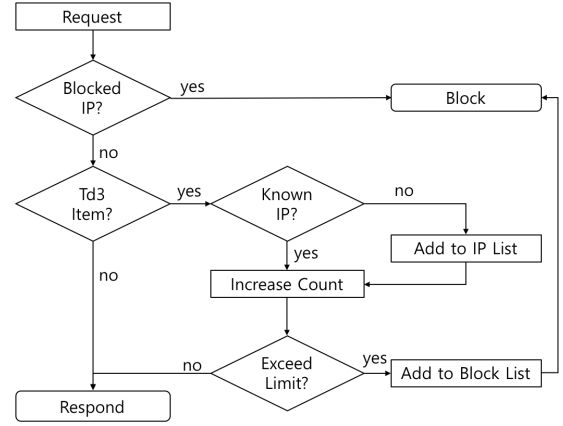 Request
Blocked
IP?
yes
Block
no
Td3
Item?
yes
Known
IP?
no
Add to IP List
yes
no
Increase Count
Exceed
Limit?
no
yes
Add to Block List
Respond